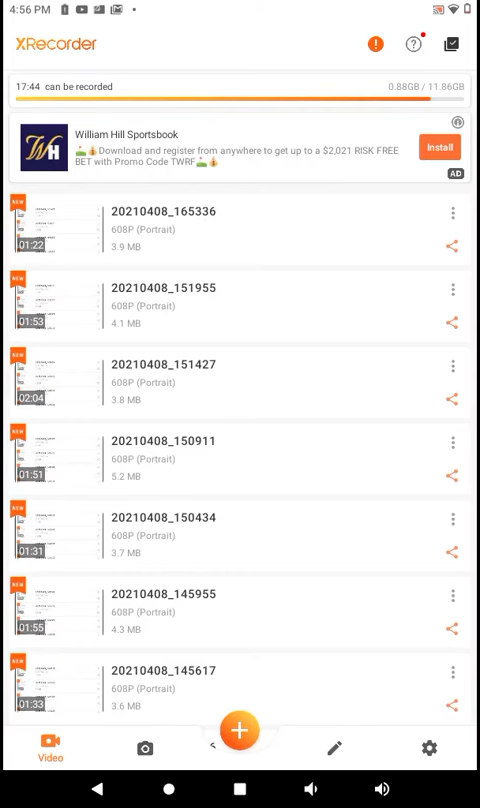 4:56 PM
XRecorder
17:44 can be recorded
0.88GB / 11.86GB
William Hill Sportsbook
⛳💰Download and register from anywhere to get up to a $2,021 RISK FREE
BET with Promo Code TWRF⛳💰
Install
AD
NEW
20210408_165336
608P (Portrait)
01:22
3.9 MB
NEW
20210408_151955
608P (Portrait)
01:53
4.1 MB
NEW
20210408_151427
608P (Portrait)
02:04
3.8 MB
NEW
20210408_150911
608P (Portrait)
01:51
5.2 MB
NEW
20210408_150434
608P (Portrait)
01:31
3.7 MB
NEW
20210408_145955
608P (Portrait)
01:55
4.3 MB
NEW
20210408_145617
608P (Portrait)
01:33
3.6 MB
Video